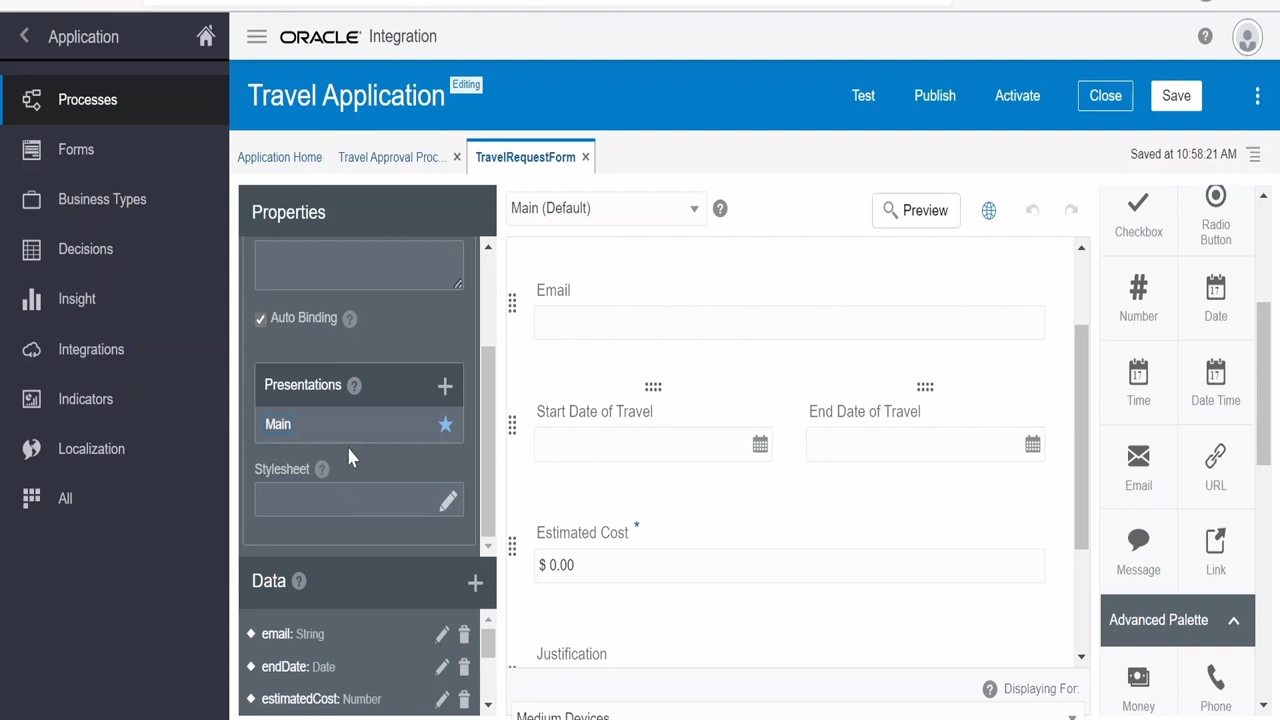 Application
ORACLE Integration
Processes
Forms
Business Types
Decisions
Insight
Integrations
Indicators
Localization
All
Travel Application Editing
Test Publish Activate Close Save
Application Home Travel Approval Proc... TravelRequestForm
Saved at 10:58:21 AM
Properties
Auto Binding
Presentations
Main
Stylesheet
Data
email: String
endDate: Date
estimatedCost: Number
Main (Default)
Preview
Email
Start Date of Travel End Date of Travel
Estimated Cost *
$ 0.00
Justification
Displaying For:
Medium Devices
Checkbox Radio
Button
# 17
Number Date
17 17
Time Date Time
Email URL
Message Link
Advanced Palette
Money Phone